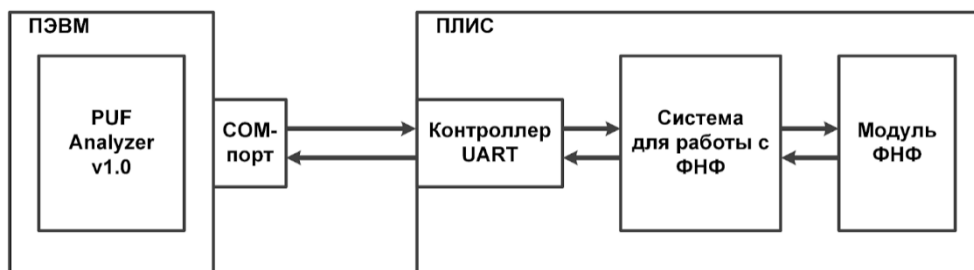 ПЭВМ
PUF
Analyzer
v1.0
COM-
порт
ПЛИС
Контроллер
UART
Система
для работы с
ФНФ
Модуль
ФНФ